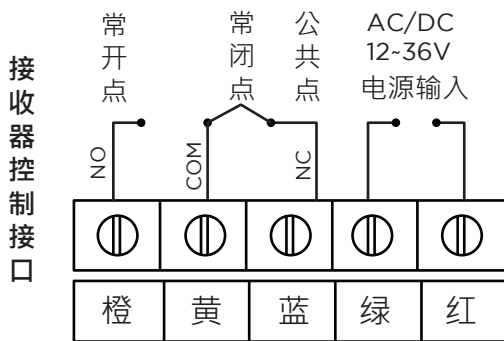 接收器控制接口
常开点
常闭点
公共点
AC/DC
12~36V
电源输入
NO
COM
NC
橙 黄 蓝 绿 红